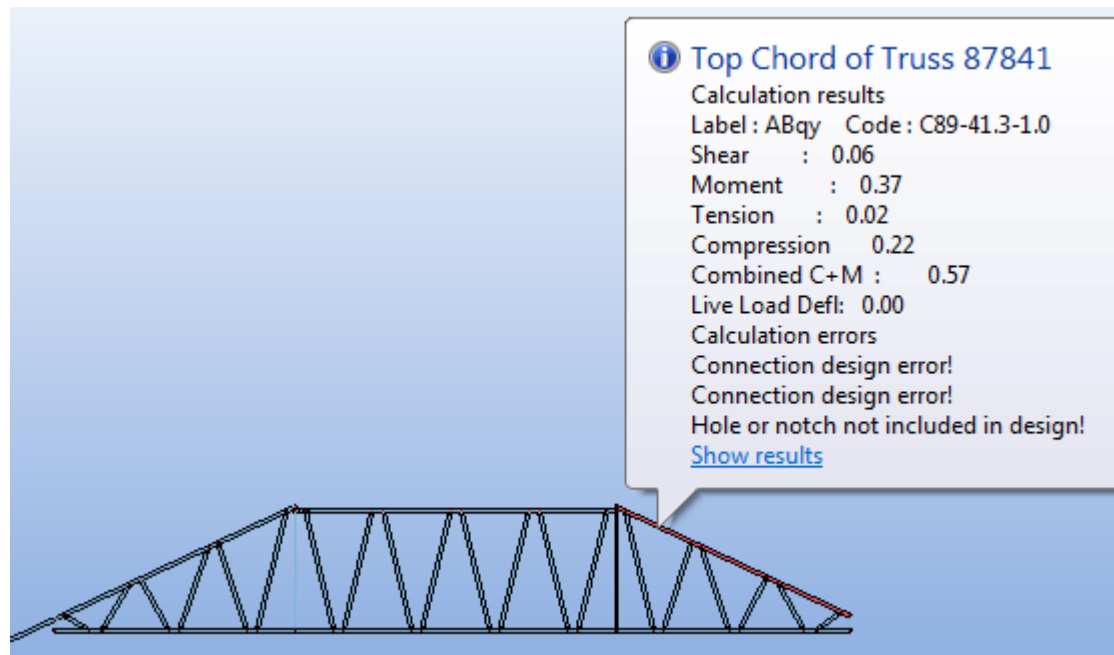 Top Chord of Truss 87841
Calculation results
Label : ABqy Code : C89-41.3-1.0
Shear : 0.06
Moment : 0.37
Tension : 0.02
Compression 0.22
Combined C+M : 0.57
Live Load Defl: 0.00
Calculation errors
Connection design error!
Connection design error!
Hole or notch not included in design!
Show results